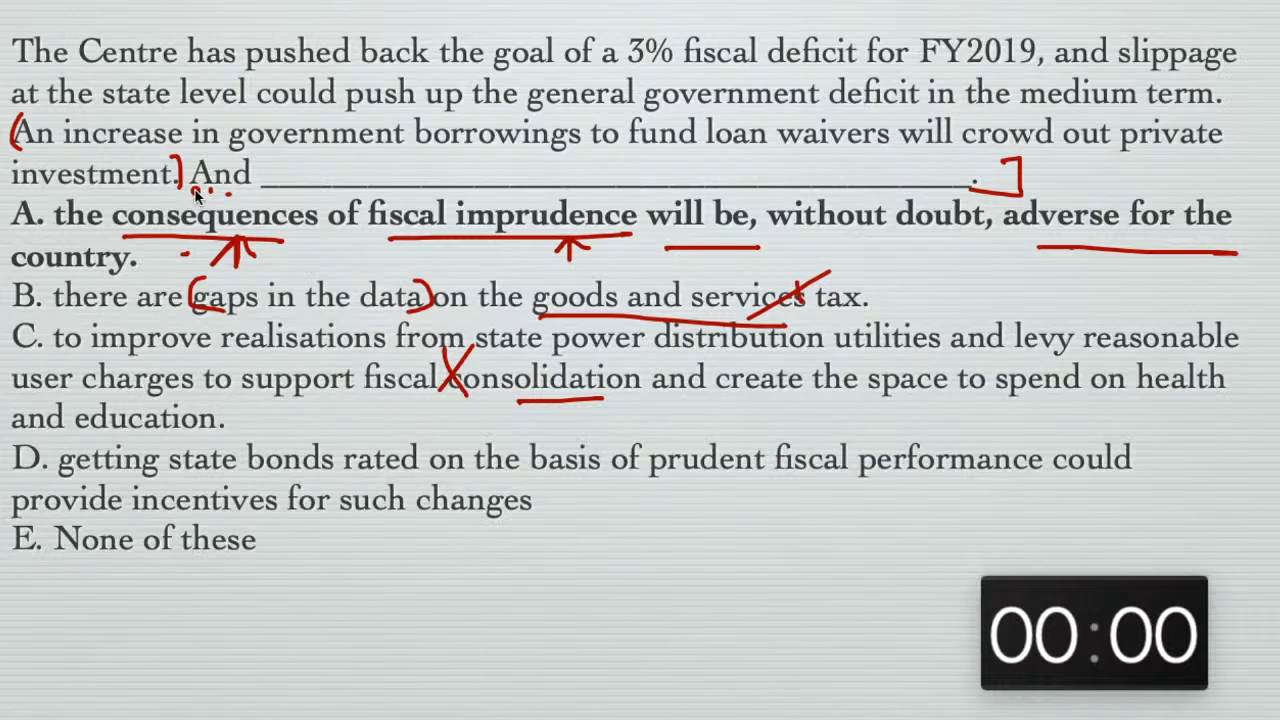 The Centre has pushed back the goal of a 3% fiscal deficit for FY2019, and slippage
at the state level could push up the general government deficit in the medium term.
An increase in government borrowings to fund loan waivers will crowd out private
investment. And ______________________________________________.
A. the consequences of fiscal imprudence will be, without doubt, adverse for the
country.
B. there are gaps in the data on the goods and services tax.
C. to improve realisations from state power distribution utilities and levy reasonable
user charges to support fiscal consolidation and create the space to spend on health
and education.
D. getting state bonds rated on the basis of prudent fiscal performance could
provide incentives for such changes
E. None of these
00:00